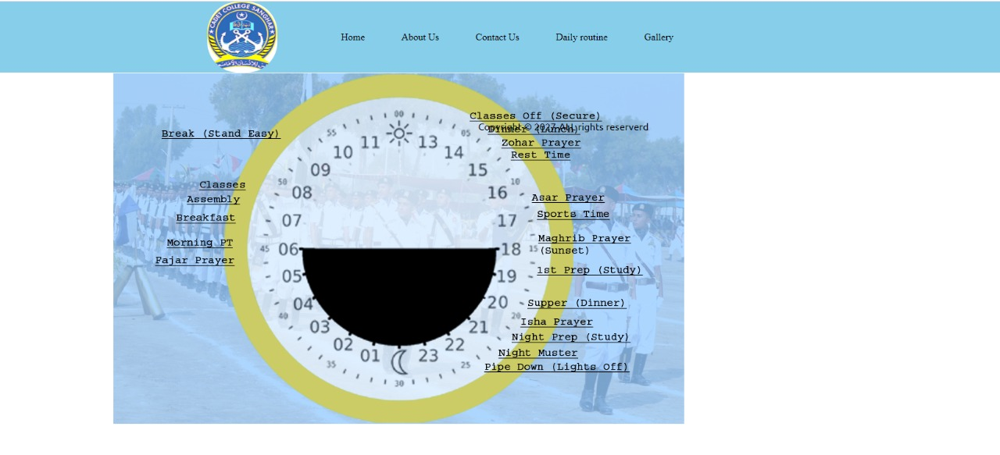 CADET COLLEGE SANGHAR
Home
About Us
Contact Us
Daily routine
Gallery
Break (Stand Easy)
Classes
Assembly
Breakfast
Morning PT
Fajar Prayer
Classes Off (Secure)
Dinner (Lunch)
Copyright © 2027 ALL rights reserverd
Zohar Prayer
Rest Time
Asar Prayer
Sports Time
Maghrib Prayer
(Sunset)
1st Prep (Study)
Supper (Dinner)
Isha Prayer
Night Prep (Study)
Night Muster
Pipe Down (Lights Off)
00
05
10
15
20
25
30
35
40
45
50
55
13
14
15
16
17
18
19
20
21
22
23
01
02
03
04
05
06
07
08
09
10
11